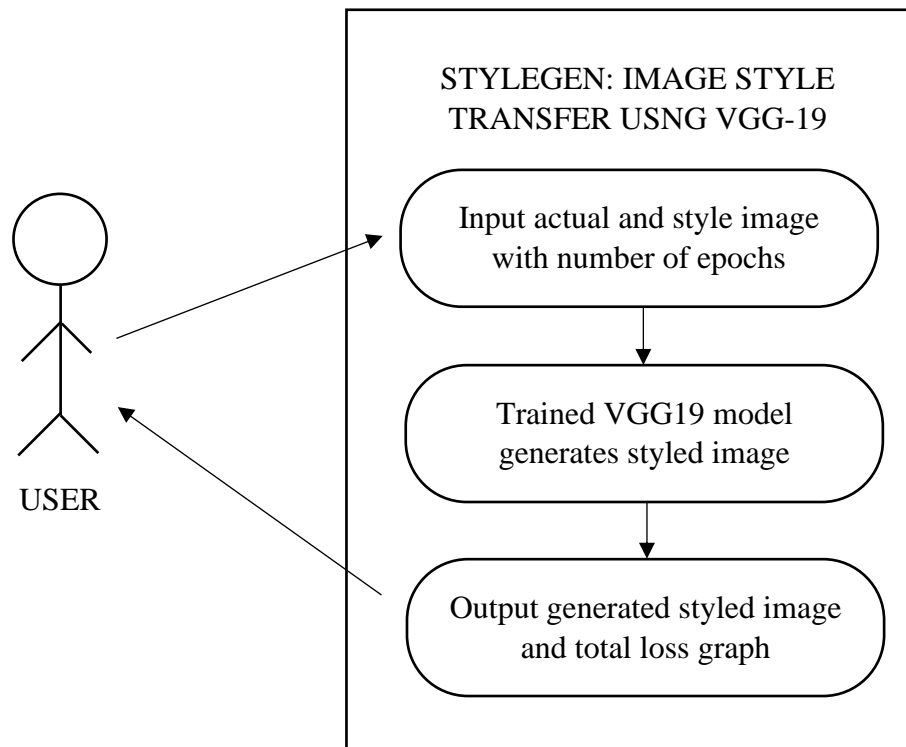 STYLEGEN: IMAGE STYLE
TRANSFER USNG VGG-19
Input actual and style image
with number of epochs
Trained VGG19 model
generates styled image
USER
Output generated styled image
and total loss graph